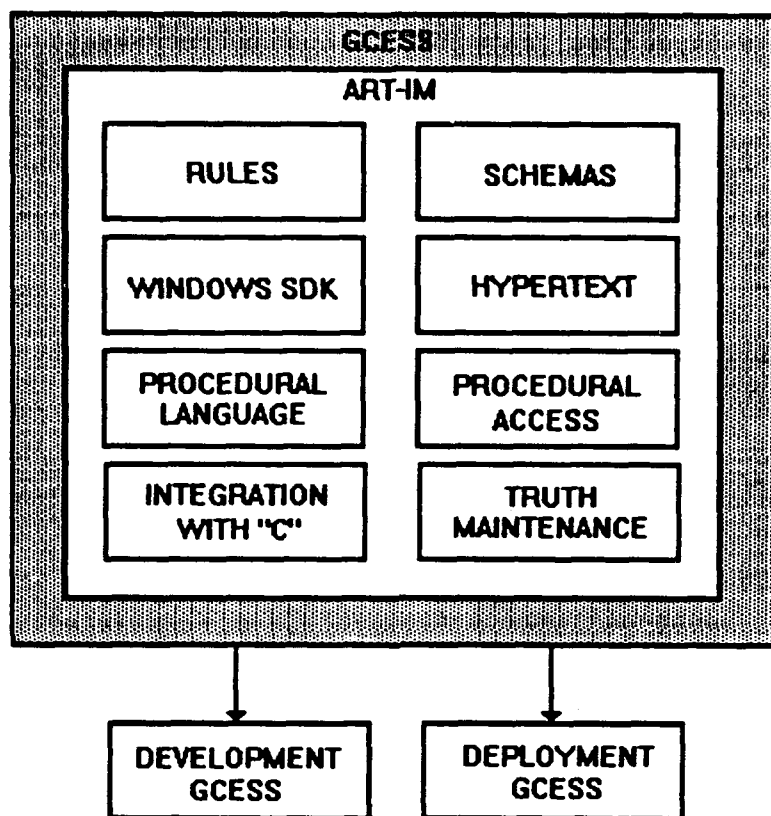 GCESS
ART-IM
RULES
SCHEMAS
WINDOWS SDK
HYPERTEXT
PROCEDURAL
LANGUAGE
PROCEDURAL
ACCESS
INTEGRATION
WITH "C"
TRUTH
MAINTENANCE
DEVELOPMENT
GCESS
DEPLOYMENT
GCESS